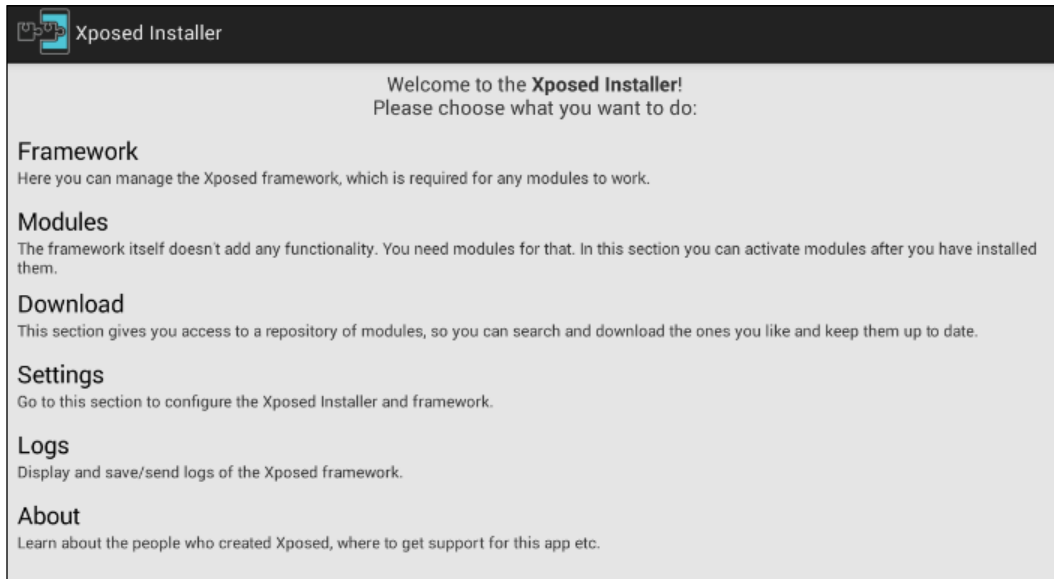 Xposed Installer
Welcome to the Xposed Installer!
Please choose what you want to do:
Framework
Here you can manage the Xposed framework, which is required for any modules to work.
Modules
The framework itself doesn't add any functionality. You need modules for that. In this section you can activate modules after you have installed
them.
Download
This section gives you access to a repository of modules, so you can search and download the ones you like and keep them up to date.
Settings
Go to this section to configure the Xposed Installer and framework.
Logs
Display and save/send logs of the Xposed framework.
About
Learn about the people who created Xposed, where to get support for this app etc.